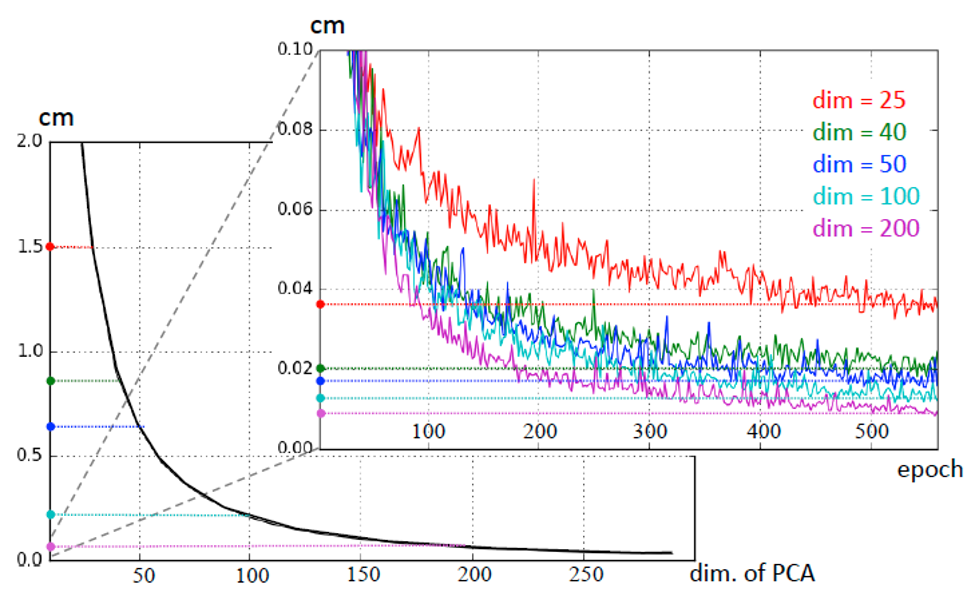 cm
0.10
0.08
0.06
0.04
0.02
0.00
100 200 300 400 500
epoch
dim = 25
dim = 40
dim = 50
dim = 100
dim = 200
cm
2.0
1.5
1.0
0.5
0.0
50 100 150 200 250
dim. of PCA